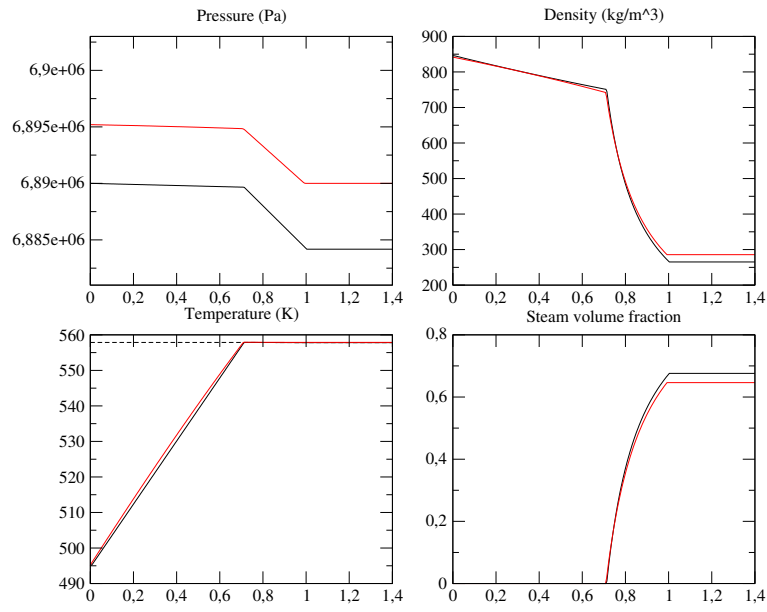 Pressure (Pa)
6,9e+06
6,895e+06
6,89e+06
6,885e+06
0 0,2 0,4 0,6 0,8 1 1,2 1,4
Density (kg/m^3)
900
800
700
600
500
400
300
200
0 0,2 0,4 0,6 0,8 1 1,2 1,4
Temperature (K)
560
550
540
530
520
510
500
490
0 0,2 0,4 0,6 0,8 1 1,2 1,4
Steam volume fraction
0,8
0,6
0,4
0,2
0
0 0,2 0,4 0,6 0,8 1 1,2 1,4